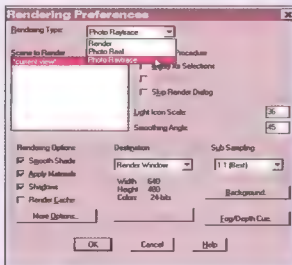 Rendering Preferences
Rendering Type: Photo Raytrace
Render
Photo Real
Photo Raytrace
Scene to Render
*current view*
Procedure
for Selections
Skip Render Dialog
Light Icon Scale: 36
Smoothing Angle: 45
Rendering Options
Smooth Shade
Apply Materials
Shadows
Render Cache
More Options...
Destination
Render Window
Width 640
Height 480
Colors 24-bits
Sub Sampling
1:1 (Best)
Background...
Fog/Depth Cue...
OK
Cancel
Help